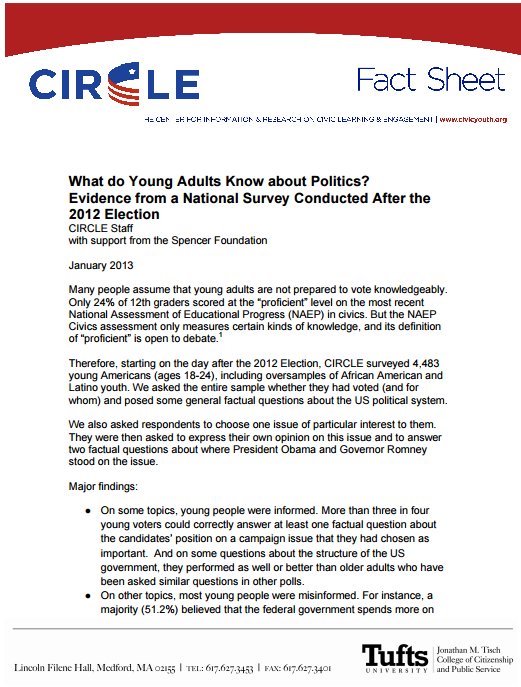 CIRCLE
Fact Sheet
HE CENTER FOR INFORMATION & RESEARCH ON CIVIC LEARNING & ENGAGEMENT | www.civicyouth.org
What do Young Adults Know about Politics?
Evidence from a National Survey Conducted After the
2012 Election
CIRCLE Staff
with support from the Spencer Foundation
January 2013
Many people assume that young adults are not prepared to vote knowledgeably.
Only 24% of 12th graders scored at the “proficient” level on the most recent
National Assessment of Educational Progress (NAEP) in civics. But the NAEP
Civics assessment only measures certain kinds of knowledge, and its definition
of “proficient” is open to debate.1
Therefore, starting on the day after the 2012 Election, CIRCLE surveyed 4,483
young Americans (ages 18-24), including oversamples of African American and
Latino youth. We asked the entire sample whether they had voted (and for
whom) and posed some general factual questions about the US political system.
We also asked respondents to choose one issue of particular interest to them.
They were then asked to express their own opinion on this issue and to answer
two factual questions about where President Obama and Governor Romney
stood on the issue.
Major findings:
● On some topics, young people were informed. More than three in four
young voters could correctly answer at least one factual question about
the candidates’ position on a campaign issue that they had chosen as
important. And on some questions about the structure of the US
government, they performed as well or better than older adults who have
been asked similar questions in other polls.
● On other topics, most young people were misinformed. For instance, a
majority (51.2%) believed that the federal government spends more on
Lincoln Filene Hall, Medford, MA 02155 | TEL: 617.627.3453 | FAX: 617.627.3401
Tufts
UNIVERSITY
Jonathan M. Tisch
College of Citizenship
and Public Service